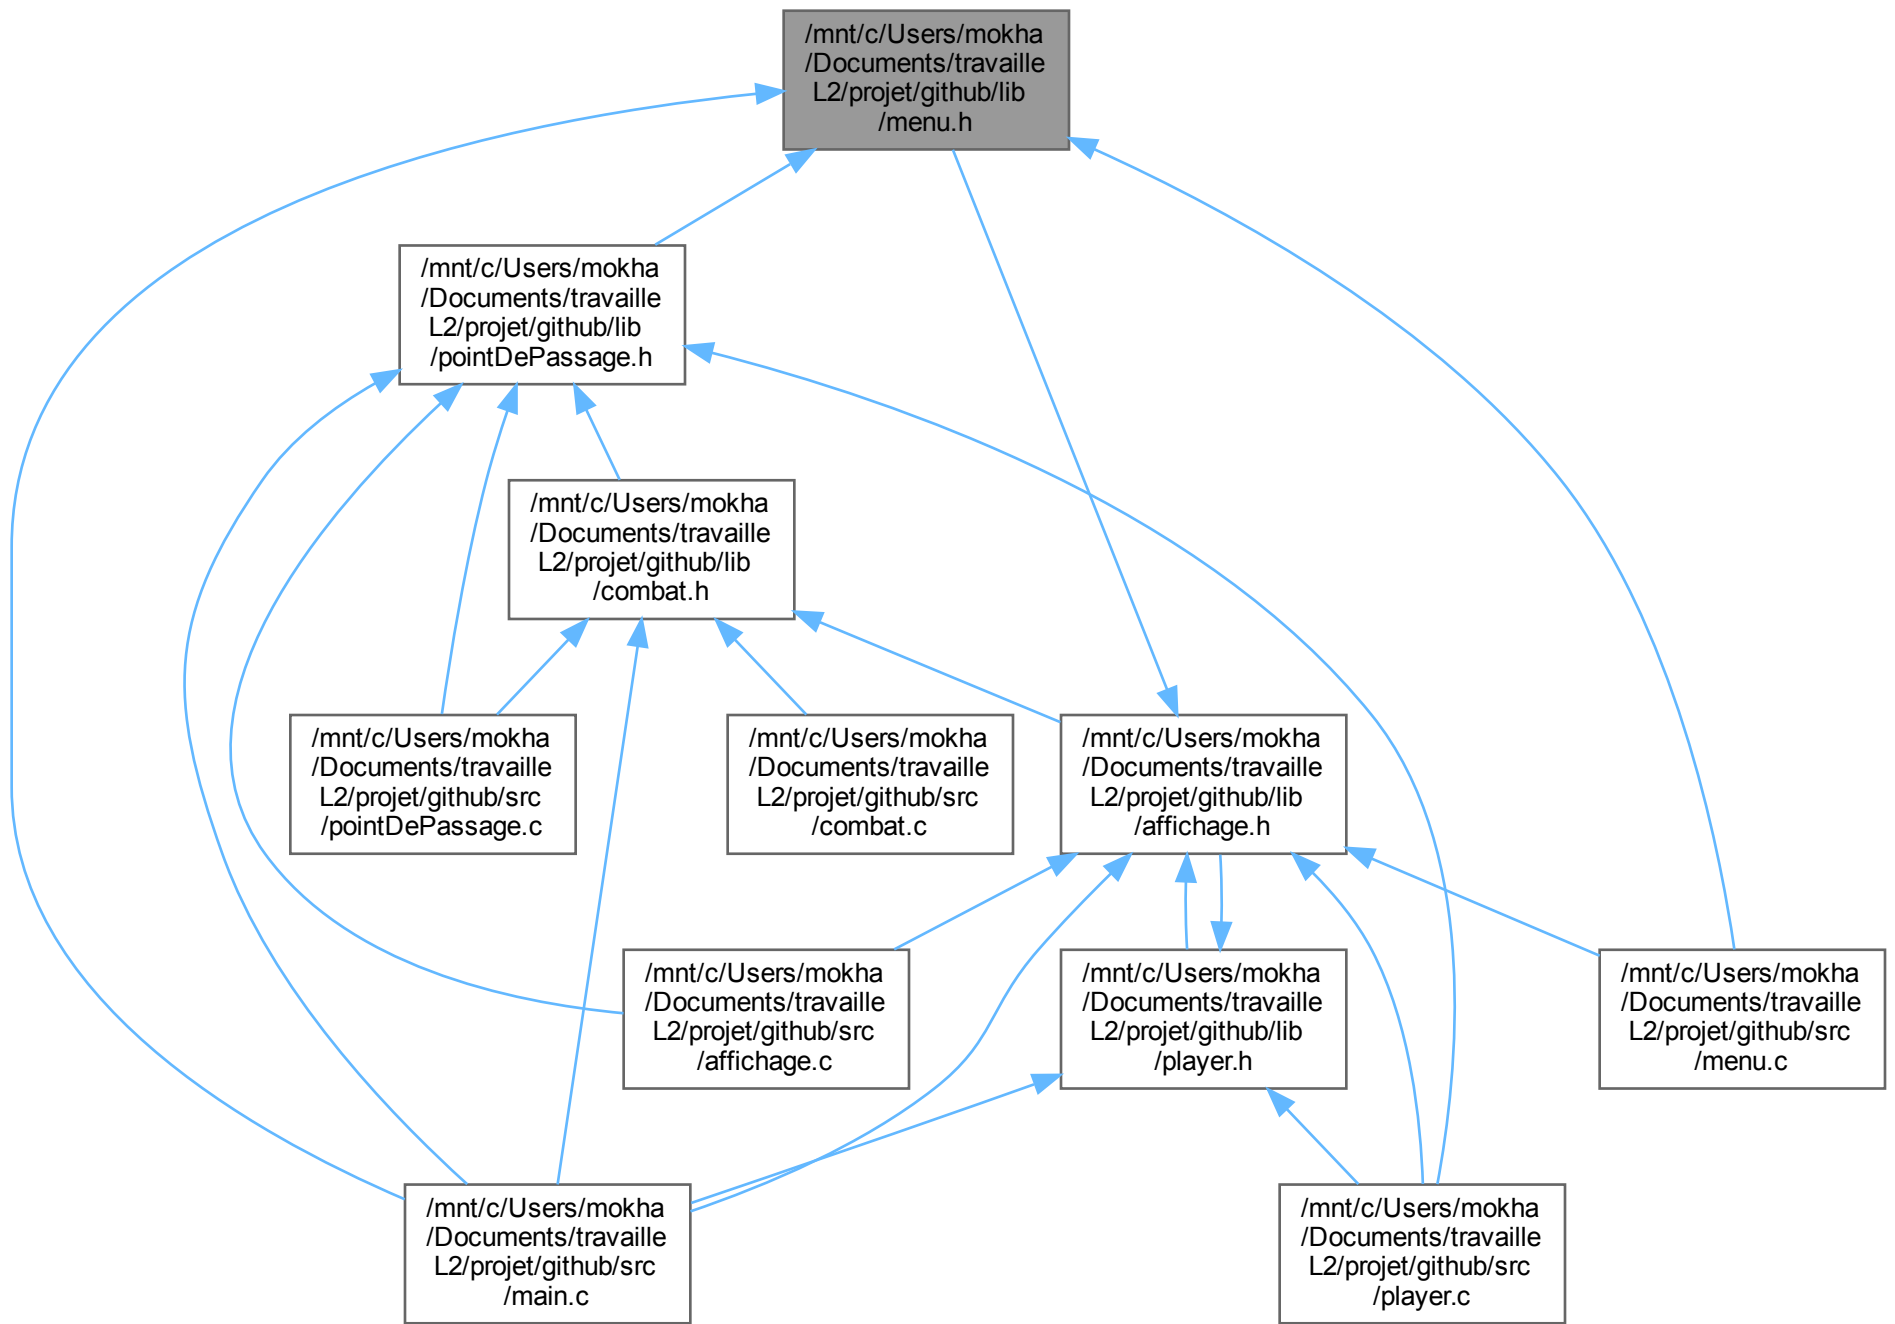 /mnt/c/Users/mokha
/Documents/travaille
L2/projet/github/lib
/menu.h
/mnt/c/Users/mokha
/Documents/travaille
L2/projet/github/lib
/pointDePassage.h
/mnt/c/Users/mokha
/Documents/travaille
L2/projet/github/lib
/combat.h
/mnt/c/Users/mokha
/Documents/travaille
L2/projet/github/src
/pointDePassage.c
/mnt/c/Users/mokha
/Documents/travaille
L2/projet/github/src
/combat.c
/mnt/c/Users/mokha
/Documents/travaille
L2/projet/github/lib
/affichage.h
/mnt/c/Users/mokha
/Documents/travaille
L2/projet/github/src
/affichage.c
/mnt/c/Users/mokha
/Documents/travaille
L2/projet/github/lib
/player.h
/mnt/c/Users/mokha
/Documents/travaille
L2/projet/github/src
/menu.c
/mnt/c/Users/mokha
/Documents/travaille
L2/projet/github/src
/main.c
/mnt/c/Users/mokha
/Documents/travaille
L2/projet/github/src
/player.c